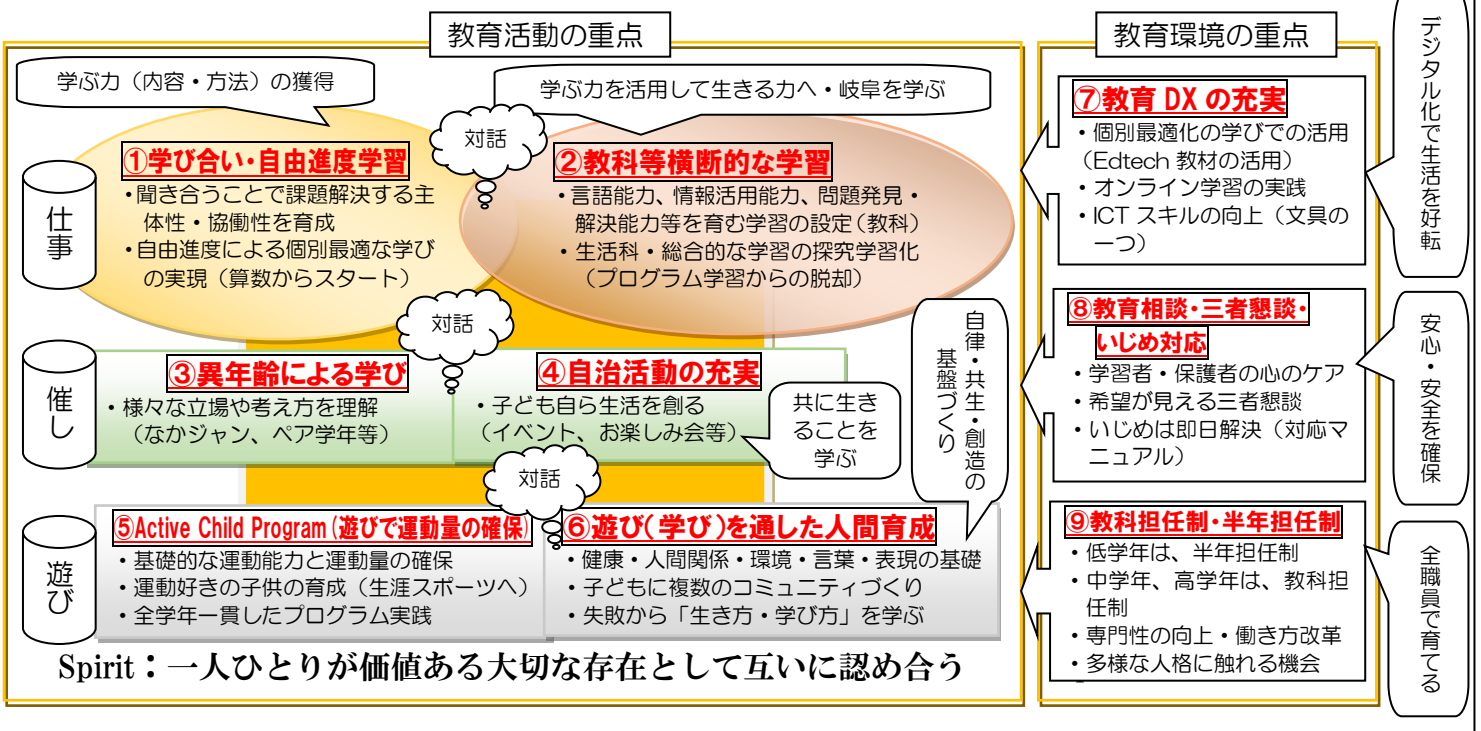 教育活動の重点
学ぶ力（内容・方法）の獲得
学ぶ力を活用して生きる力へ・岐阜を学ぶ
対話
仕事
①学び合い・自由進度学習
・聞き合うことで課題解決する主
体性・協働性を育成
・自由進度による個別最適な学び
の実現（算数からスタート）
②教科等横断的な学習
・言語能力、情報活用能力、問題発見・
解決能力等を育む学習の設定（教科）
・生活科・総合的な学習の探究学習化
（プログラム学習からの脱却）
対話
催し
③異年齢による学び
・様々な立場や考え方を理解
（なかジャン、ペア学年等）
④自治活動の充実
・子ども自ら生活を創る
（イベント、お楽しみ会等）
共に生き
ることを
学ぶ
自律・共生・創造の
基盤づくり
対話
遊び
⑤Active Child Program（遊びで運動量の確保）
・基礎的な運動能力と運動量の確保
・運動好きの子供の育成（生涯スポーツへ）
・全学年一貫したプログラム実践
⑥遊び（学び）を通した人間育成
・健康・人間関係・環境・言葉・表現の基礎
・子どもに複数のコミュニティづくり
・失敗から「生き方・学び方」を学ぶ
Spirit：一人ひとりが価値ある大切な存在として互いに認め合う
教育環境の重点
⑦教育 DX の充実
・個別最適化の学びでの活用
（Edtech 教材の活用）
・オンライン学習の実践
・ICT スキルの向上（文具の
一つ）
デジタル化で生活を好転
⑧教育相談・三者懇談・
いじめ対応
・学習者・保護者の心のケア
・希望が見える三者懇談
・いじめは即日解決（対応マ
ニュアル）
安心・安全を確保
⑨教科担任制・半年担任制
・低学年は、半年担任制
・中学年、高学年は、教科担
任制
・専門性の向上・働き方改革
・多様な人格に触れる機会
全職員で育てる